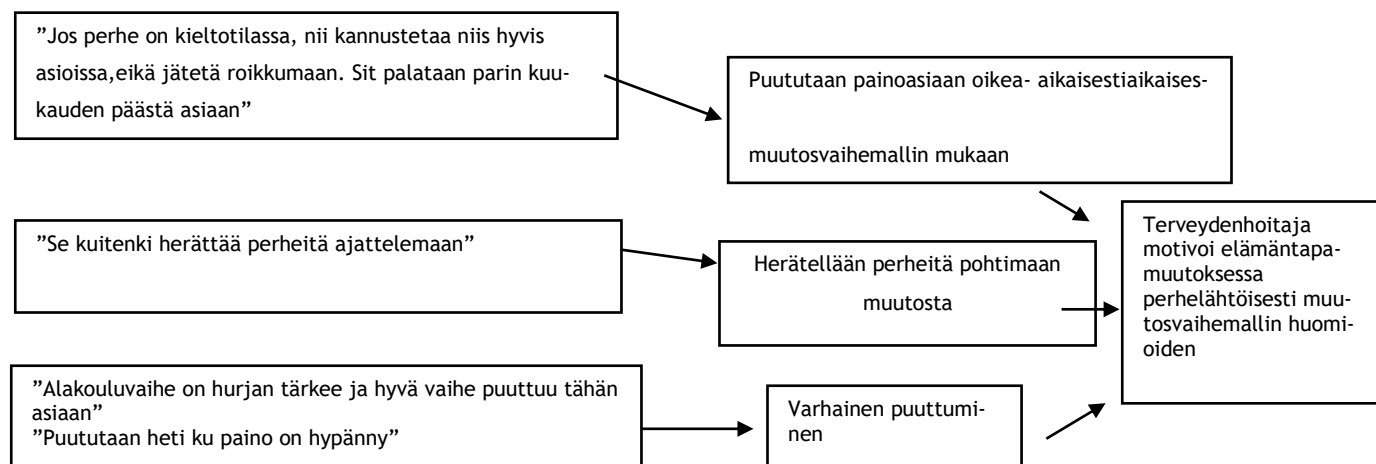 ”Jos perhe on kieltotilassa, nii kannustetaa niis hyvis
asioissa,eikä jätetä roikkumaan. Sit palataan parin kuu-
kauden päästä asiaan”
Puututaan painoasiaan oikea- aikaisestiaikaises-
muutosvaihemallin mukaan
”Se kuitenki herättää perheitä ajattelemaan”
Herätellään perheitä pohtimaan
muutosta
Terveydenhoitaja
motivoi elämäntapa-
muutoksessa
perhelähtöisesti muu-
tosvaihemallin huomi-
oiden
”Alakouluvaihe on hurjan tärkee ja hyvä vaihe puuttuu tähän
asiaan”
”Puututaan heti ku paino on hypänny”
Varhainen puuttumi-
nen